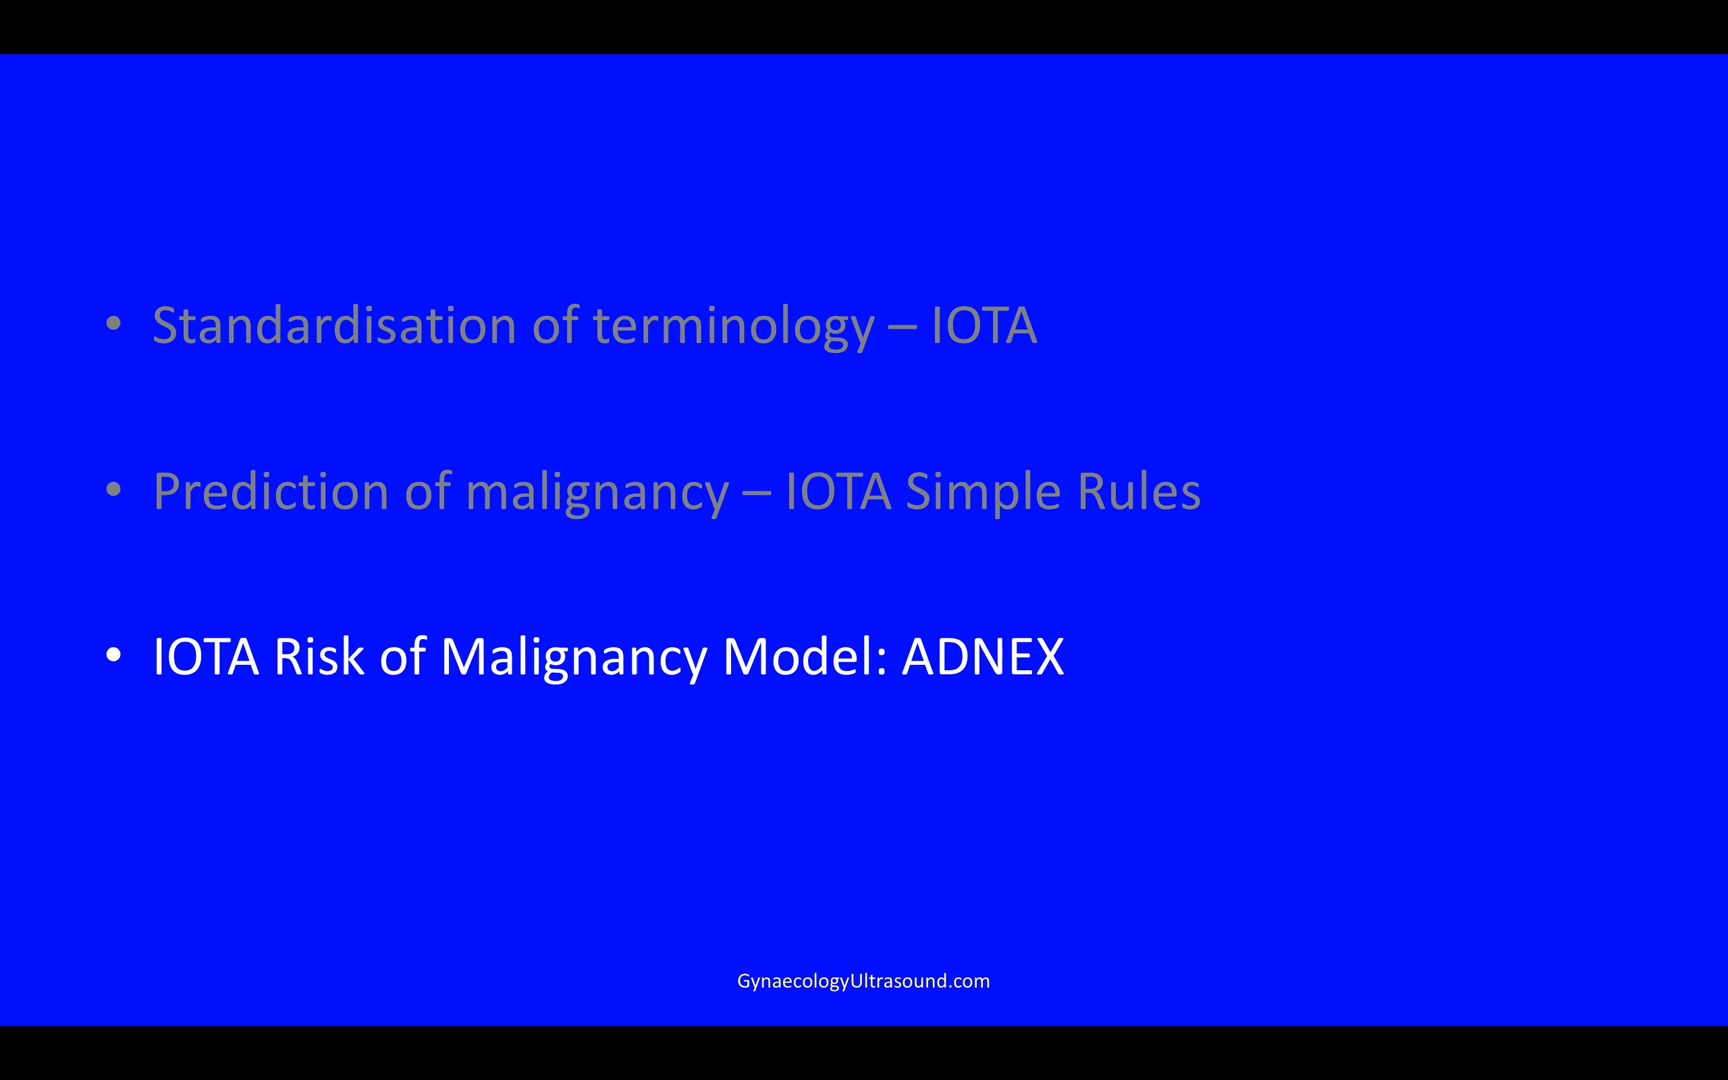 • Standardisation of terminology – IOTA
• Prediction of malignancy – IOTA Simple Rules
• IOTA Risk of Malignancy Model: ADNEX
GynaecologyUltrasound.com